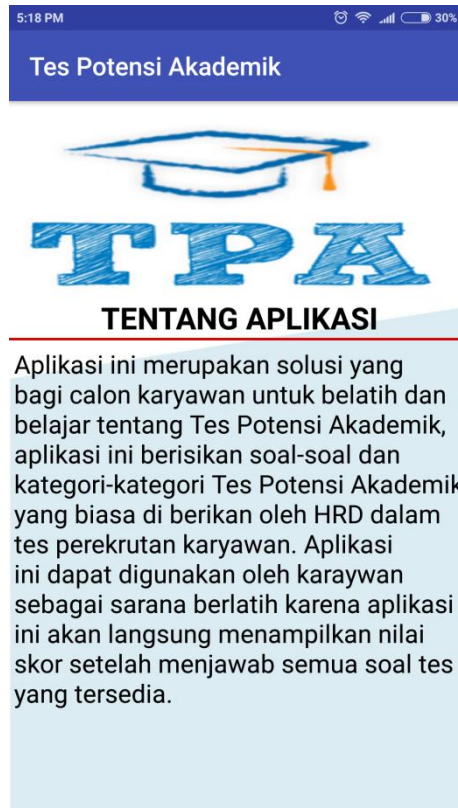 5:18 PM 30%
Tes Potensi Akademik
TPA
TENTANG APLIKASI
Aplikasi ini merupakan solusi yang
bagi calon karyawan untuk belatih dan
belajar tentang Tes Potensi Akademik,
aplikasi ini berisikan soal-soal dan
kategori-kategori Tes Potensi Akademik
yang biasa di berikan oleh HRD dalam
tes perekrutan karyawan. Aplikasi
ini dapat digunakan oleh karaywan
sebagai sarana berlatih karena aplikasi
ini akan langsung menampilkan nilai
skor setelah menjawab semua soal tes
yang tersedia.